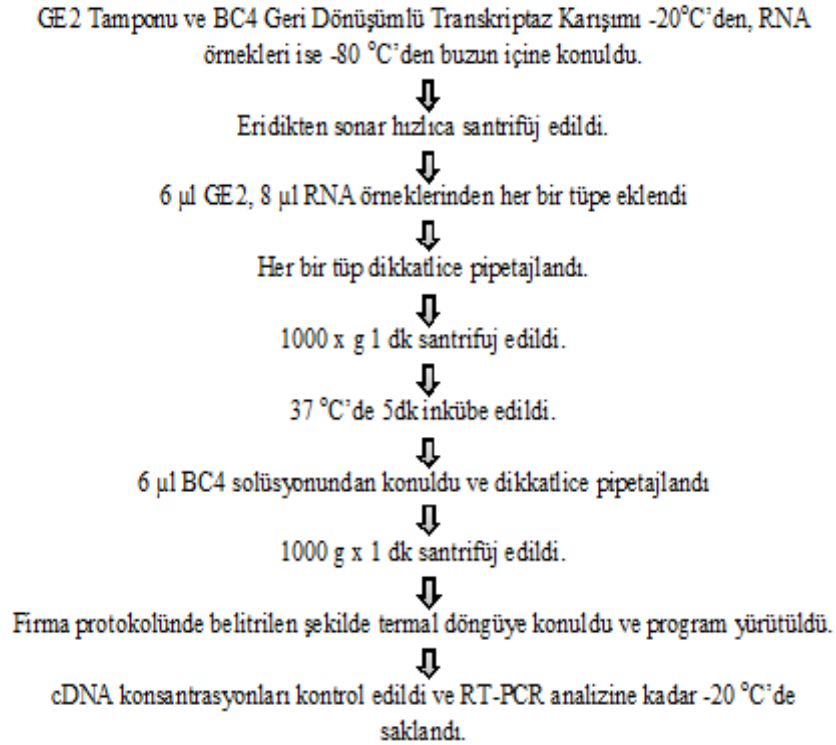 GE2 Tamponu ve BC4 Geri Dönüşümlü Transkriptaz Karışımı -20°C'den, RNA
örnekleri ise -80 °C'den buzun içine konuldu.
Eridikten sonar hızlıca santrifüj edildi.
6 µl GE2, 8 µl RNA örneklerinden her bir tüpe eklendi
Her bir tüp dikkatlice pipetajlandı.
1000 x g 1 dk santrifuj edildi.
37 °C'de 5dk inkübe edildi.
6 µl BC4 solüsyonundan konuldu ve dikkatlice pipetajlandı
1000 g x 1 dk santrifüj edildi.
Firma protokolünde belitrilen şekilde termal döngüye konuldu ve program yürütüldü.
cDNA konsantrasyonları kontrol edildi ve RT-PCR analizine kadar -20 °C'de
saklandı.